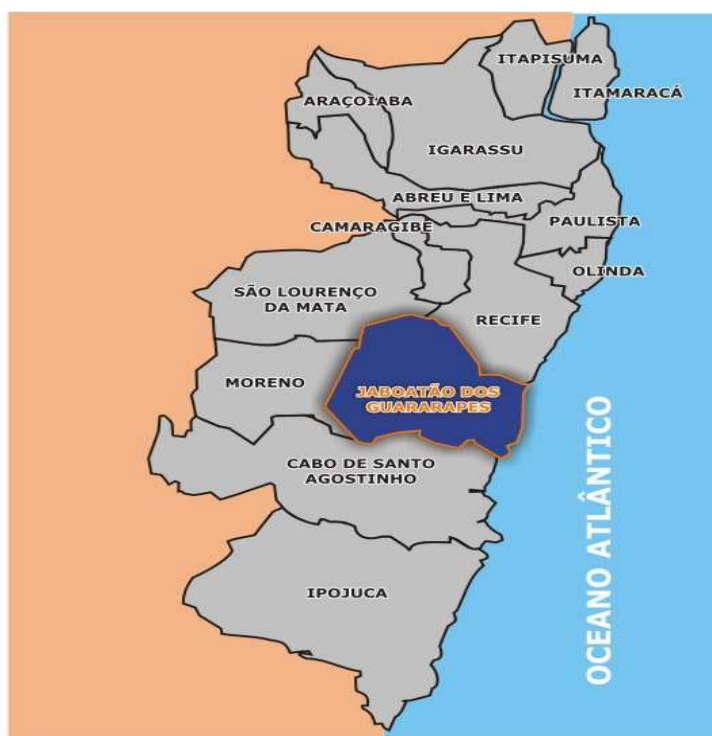 ITAPISUMA
ITAMARACÁ
ARAÇOIABA
IGARASSU
ABREU E LIMA
PAULISTA
CAMARAGIBE
OLINDA
SÃO LOURENÇO
DA MATA
RECIFE
MORENO
JABOATÃO DOS
GUARARAPES
CABO DE SANTO
AGOSTINHO
IPOJUCA
OCEANO ATLÂNTICO